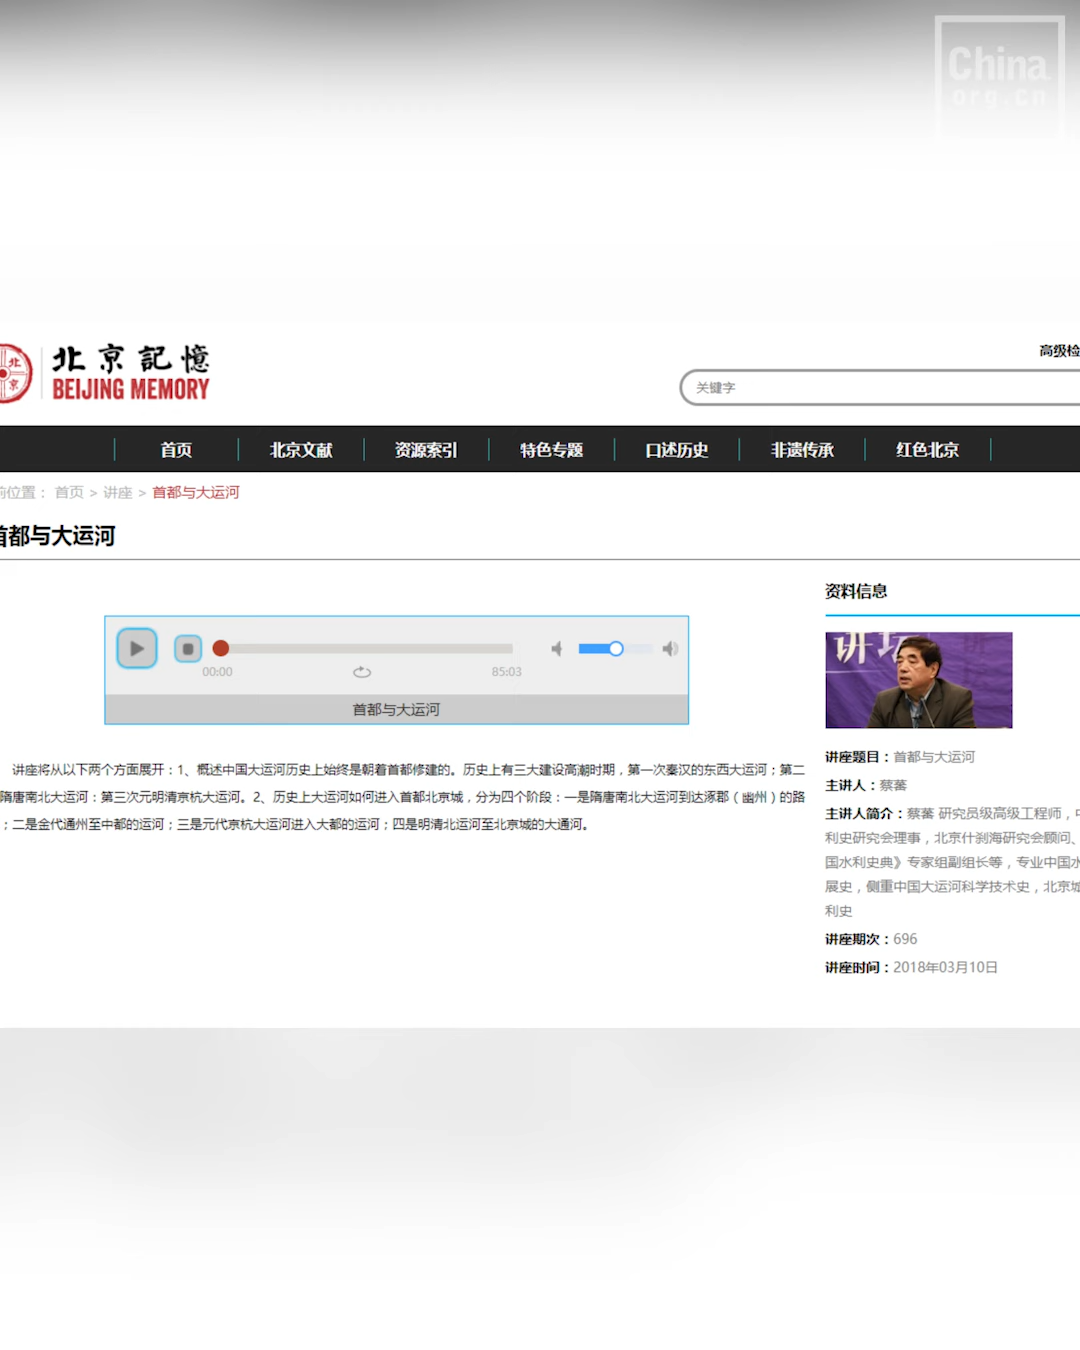 China
org.cn
北京記憶
BEIJING MEMORY
高级检
关键字
首页 北京文献 资源索引 特色专题 口述历史 非遗传承 红色北京
位置： 首页 > 讲座 > 首都与大运河
首都与大运河
资料信息
讲坛
00:00 85:03
首都与大运河
讲座将从以下两个方面展开：1、概述中国大运河历史上始终是朝着首都修建的。历史上有三大建设高潮时期，第一次秦汉的东西大运河；第二
隋唐南北大运河：第三次元明清京杭大运河。2、历史上大运河如何进入首都北京城，分为四个阶段：一是隋唐南北大运河到达涿郡（幽州）的路
；二是金代通州至中都的运河；三是元代京杭大运河进入大都的运河；四是明清北运河至北京城的大通河。
讲座题目：首都与大运河
主讲人：蔡蕃
主讲人简介：蔡蕃 研究员级高级工程师，中
利史研究会理事，北京什刹海研究会顾问、
国水利史典》专家组副组长等，专业中国水
展史，侧重中国大运河科学技术史，北京城
利史
讲座期次：696
讲座时间：2018年03月10日